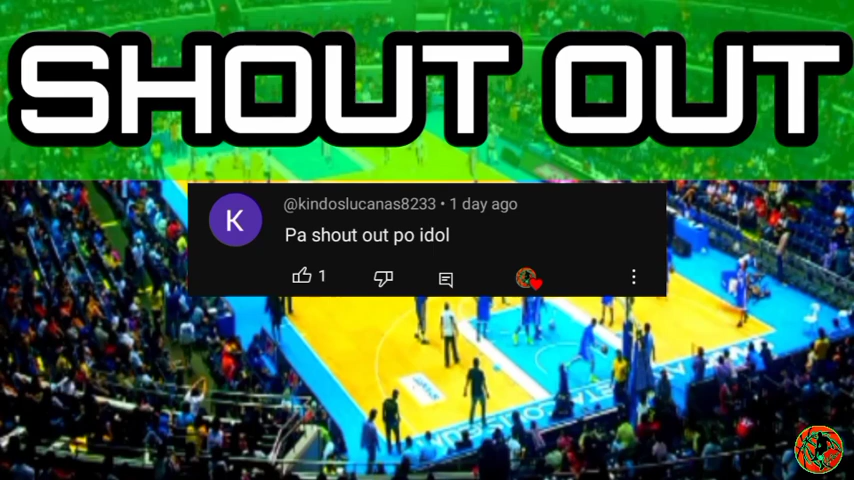 SHOUT OUT
K
@kindoslucanas8233 • 1 day ago
Pa shout out po idol
1